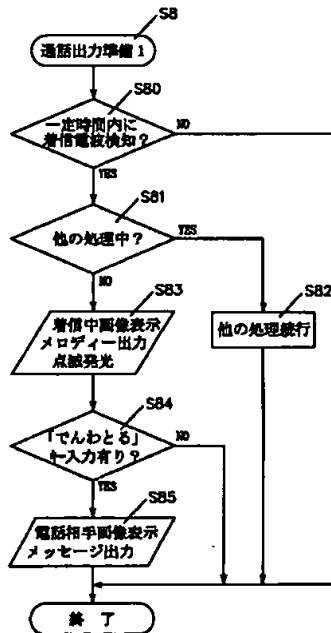 S8
通話出力準備1
S80
一定時間内に
着信電波検知?
NO
YES
S81
他の処理中?
YES
NO
S82
他の処理続行
S83
着信中画像表示
メロディー出力
点滅発光
S84
「でんわとる」
キー入力有り?
NO
YES
S85
電話相手画像表示
メッセージ出力
終了